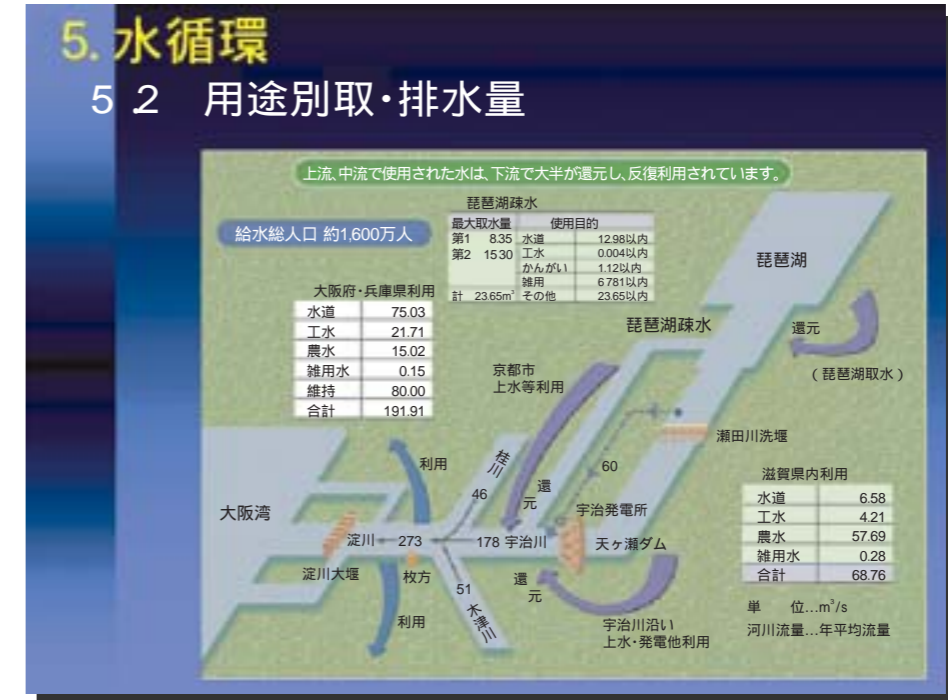 5. 水循環
5.2 用途別取・排水量
上流、中流で使用された水は、下流で大半が還元し、反復利用されています。
給水総人口 約1,600万人
琵琶湖疎水
最大取水量 使用目的
第1 8.35 水道 12.98以内
第2 1530 工水 0.004以内
かんがい 1.12以内
雑用 6781以内
計 23.65m³ その他 23.65以内
大阪府・兵庫県利用
水道 75.03
工水 21.71
農水 15.02
雑用水 0.15
維持 80.00
合計 191.91
琵琶湖
琵琶湖疎水
還元
(琵琶湖取水)
京都市
上水等利用
瀬田川洗堰
利用
桂川
46
還元
60
宇治発電所
大阪湾
淀川 273
178 宇治川
天ヶ瀬ダム
淀川大堰
枚方
51
木津川
還元
利用
宇治川沿い
上水・発電他利用
滋賀県内利用
水道 6.58
工水 4.21
農水 57.69
雑用水 0.28
合計 68.76
単 位…m³/s
河川流量…年平均流量